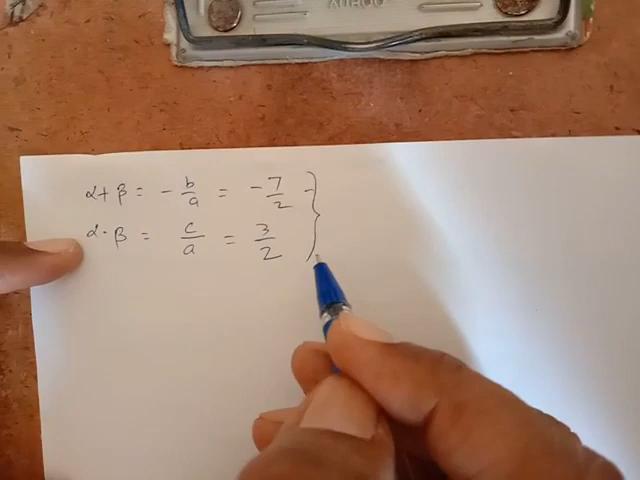 α + β = - b/a = - 7/2
α · β = c/a = 3/2